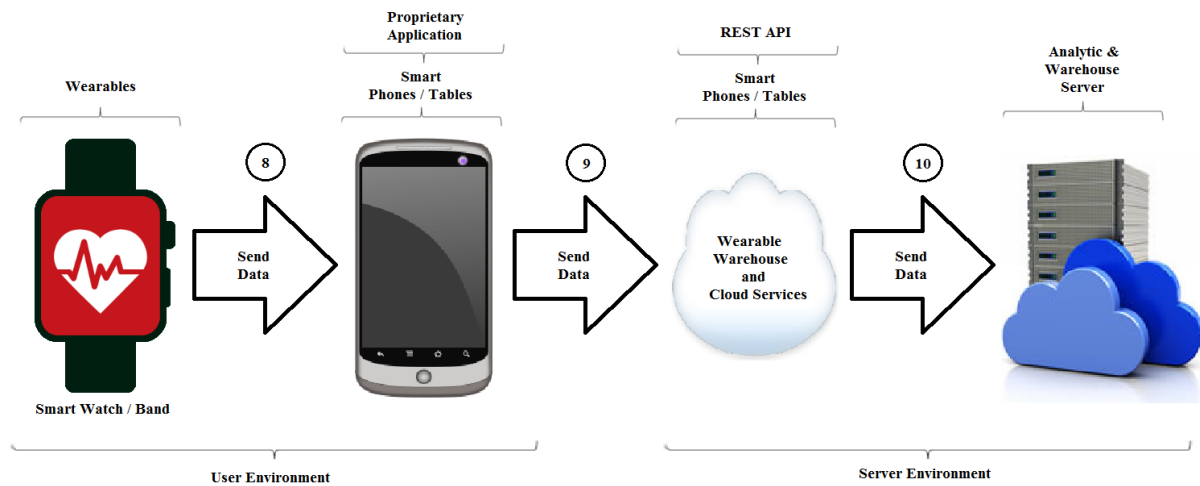 Proprietary
Application
REST API
Analytic &
Warehouse
Server
Wearables
Smart
Phones / Tables
Smart
Phones / Tables
8
9
10
Send
Data
Send
Data
Wearable
Warehouse
and
Cloud Services
Send
Data
Smart Watch / Band
User Environment
Server Environment